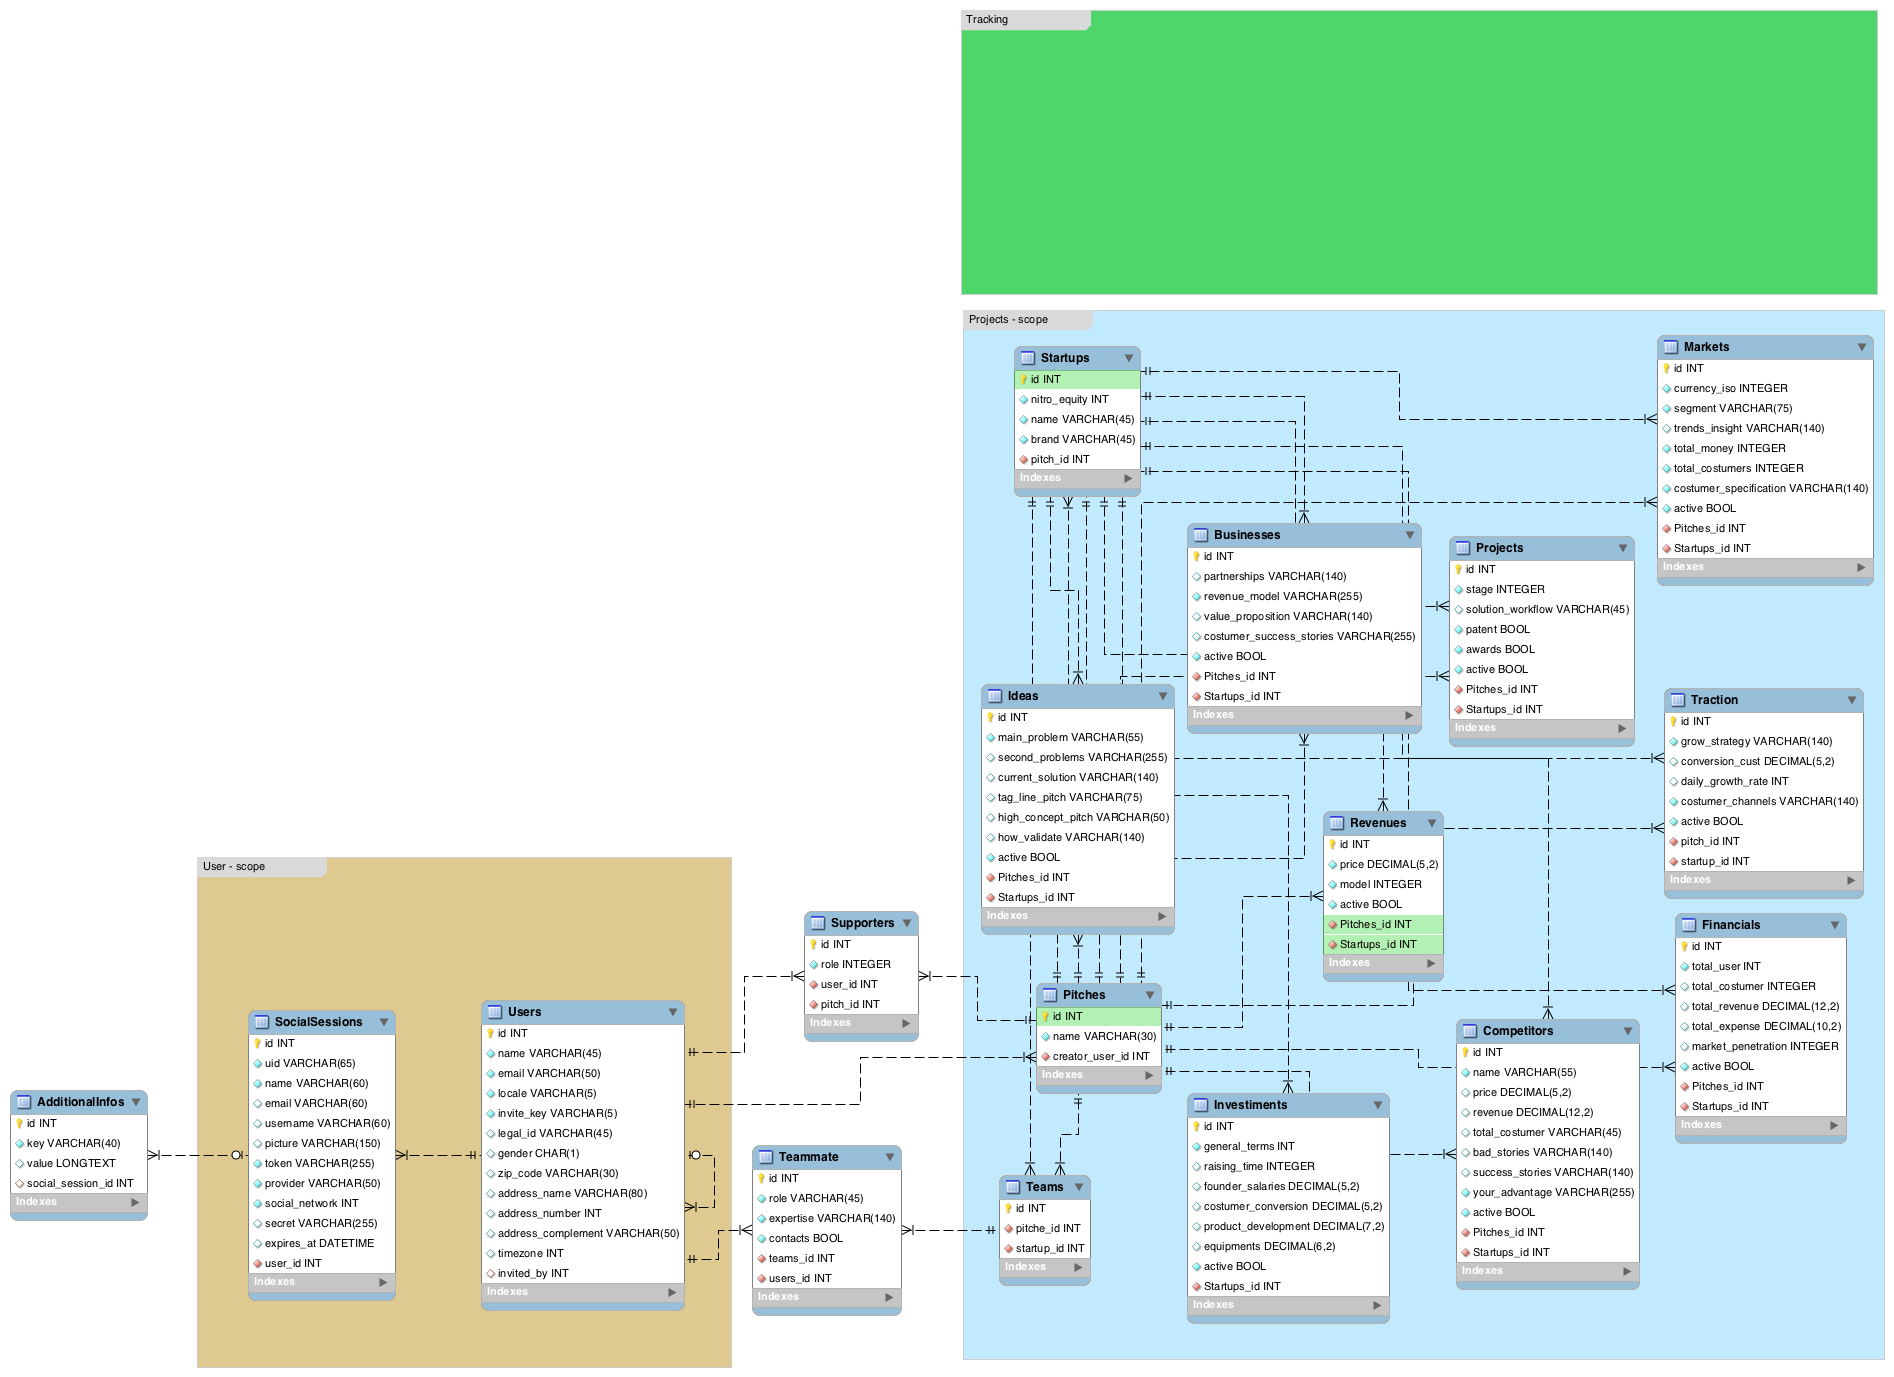 Tracking
Projects - scope
Startups
id INT
nitro_equity INT
name VARCHAR(45)
brand VARCHAR(45)
pitch_id INT
Indexes
Markets
id INT
currency_iso INTEGER
segment VARCHAR(75)
trends_insight VARCHAR(140)
total_money INTEGER
total_costumers INTEGER
costumer_specification VARCHAR(140)
active BOOL
Pitches_id INT
Startups_id INT
Indexes
Businesses
id INT
partnerships VARCHAR(140)
revenue_model VARCHAR(255)
value_proposition VARCHAR(140)
costumer_success_stories VARCHAR(255)
active BOOL
Pitches_id INT
Startups_id INT
Indexes
Projects
id INT
stage INTEGER
solution_workflow VARCHAR(45)
patent BOOL
awards BOOL
active BOOL
Pitches_id INT
Startups_id INT
Indexes
Ideas
id INT
main_problem VARCHAR(55)
second_problems VARCHAR(255)
current_solution VARCHAR(140)
tag_line_pitch VARCHAR(75)
high_concept_pitch VARCHAR(50)
how_validate VARCHAR(140)
active BOOL
Pitches_id INT
Startups_id INT
Indexes
Traction
id INT
grow_strategy VARCHAR(140)
conversion_cust DECIMAL(5,2)
daily_growth_rate INT
costumer_channels VARCHAR(140)
active BOOL
pitch_id INT
startup_id INT
Indexes
Revenues
id INT
price DECIMAL(5,2)
model INTEGER
active BOOL
Pitches_id INT
Startups_id INT
Indexes
Financials
id INT
total_user INT
total_costumer INTEGER
total_revenue DECIMAL(12,2)
total_expense DECIMAL(10,2)
market_penetration INTEGER
active BOOL
Pitches_id INT
Startups_id INT
Indexes
User - scope
Supporters
id INT
role INTEGER
user_id INT
pitch_id INT
Indexes
Pitches
id INT
name VARCHAR(30)
creator_user_id INT
Indexes
SocialSessions
id INT
uid VARCHAR(65)
name VARCHAR(60)
email VARCHAR(60)
username VARCHAR(60)
picture VARCHAR(150)
token VARCHAR(255)
provider VARCHAR(50)
social_network INT
secret VARCHAR(255)
expires_at DATETIME
user_id INT
Indexes
Users
id INT
name VARCHAR(45)
email VARCHAR(50)
locale VARCHAR(5)
invite_key VARCHAR(5)
legal_id VARCHAR(45)
gender CHAR(1)
zip_code VARCHAR(30)
address_name VARCHAR(80)
address_number INT
address_complement VARCHAR(50)
timezone INT
invited_by INT
Indexes
Competitors
id INT
name VARCHAR(55)
price DECIMAL(5,2)
revenue DECIMAL(12,2)
total_costumer VARCHAR(45)
bad_stories VARCHAR(140)
success_stories VARCHAR(140)
your_advantage VARCHAR(255)
active BOOL
Pitches_id INT
Startups_id INT
Indexes
AdditionalInfos
id INT
key VARCHAR(40)
value LONGTEXT
social_session_id INT
Indexes
Investiments
id INT
general_terms INT
raising_time INTEGER
founder_salaries DECIMAL(5,2)
costumer_conversion DECIMAL(5,2)
product_development DECIMAL(7,2)
equipments DECIMAL(6,2)
active BOOL
Startups_id INT
Indexes
Teammate
id INT
role VARCHAR(45)
expertise VARCHAR(140)
contacts BOOL
teams_id INT
users_id INT
Indexes
Teams
id INT
pitche_id INT
startup_id INT
Indexes